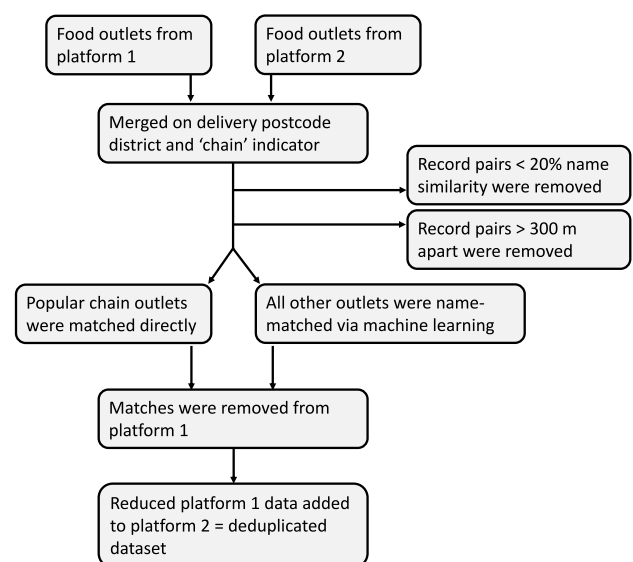 Food outlets from
platform 1
Food outlets from
platform 2
Merged on delivery postcode
district and ‘chain’ indicator
Record pairs < 20% name
similarity were removed
Record pairs > 300 m
apart were removed
Popular chain outlets
were matched directly
All other outlets were name-
matched via machine learning
Matches were removed from
platform 1
Reduced platform 1 data added
to platform 2 = deduplicated
dataset